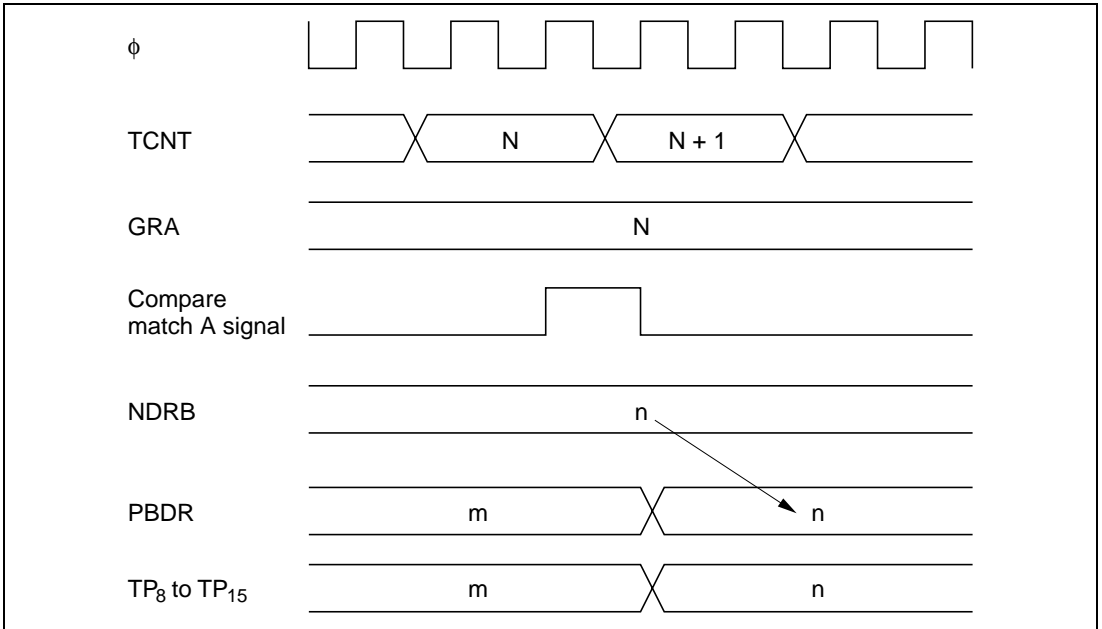 ϕ
TCNT
N
N + 1
GRA
N
Compare
match A signal
NDRB
n
PBDR
m
n
TP8 to TP15
m
n